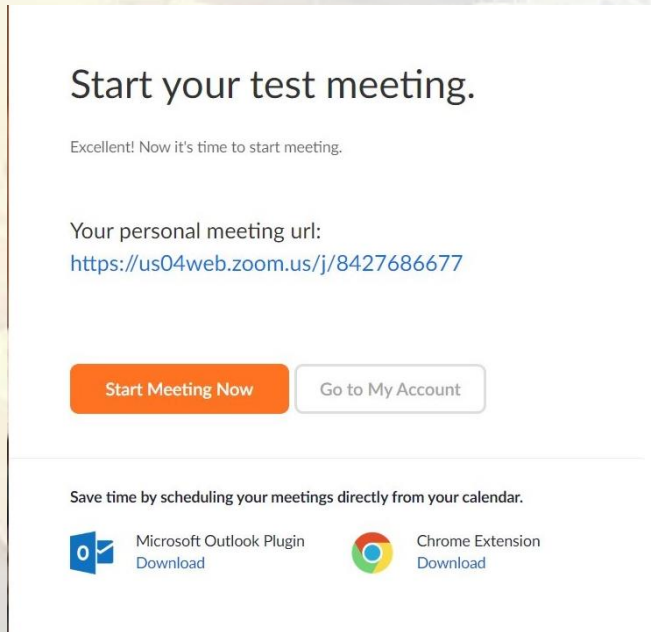 Start your test meeting.
Excellent! Now it's time to start meeting.
Your personal meeting url:
https://us04web.zoom.us/j/8427686677
Start Meeting Now
Go to My Account
Save time by scheduling your meetings directly from your calendar.
Microsoft Outlook Plugin
Download
Chrome Extension
Download